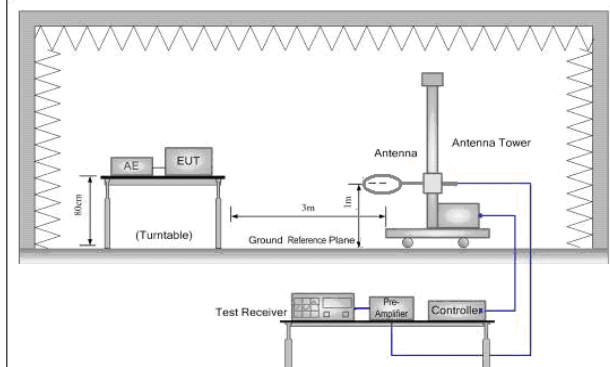 Antenna Tower
Antenna
AE
EUT
80cm
1m
3m
(Turntable)
Ground Reference Plane
Test Receiver
Pre-
Amplifier
Controller